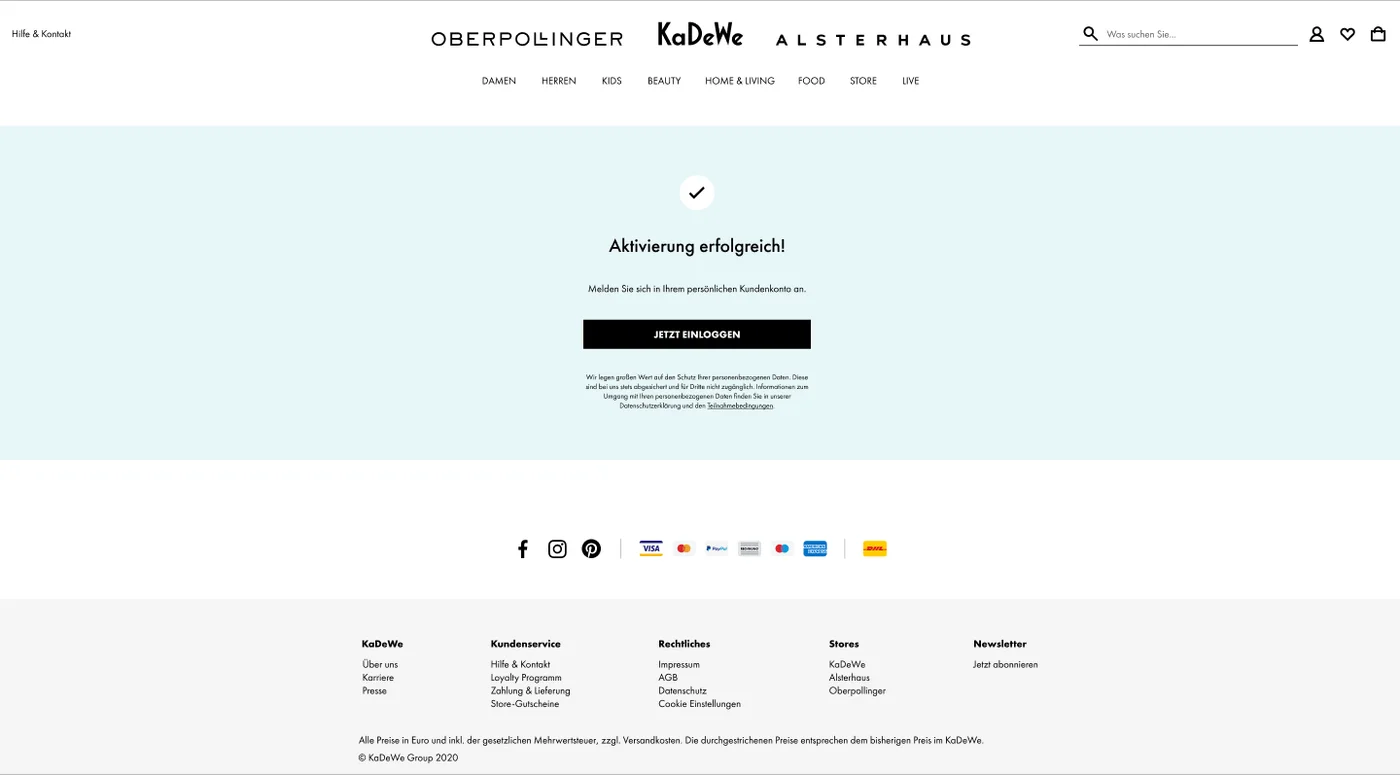 Hilfe & Kontakt
OBERPOLLINGER KaDeWe ALSTERHAUS
Was suchen Sie...
DAMEN HERREN KIDS BEAUTY HOME & LIVING FOOD STORE LIVE
Aktivierung erfolgreich!
Melden Sie sich in Ihrem persönlichen Kundenkonto an.
JETZT EINLOGGEN
Wir legen großen Wert auf den Schutz Ihrer personenbezogenen Daten. Diese
sind bei uns stets abgesichert und für Dritte nicht zugänglich. Informationen zum
Umgang mit Ihren personenbezogenen Daten finden Sie in unserer
Datenschutzerklärung und den Teilnahmebedingungen.
VISA PayPal RECHNUNG AMERICAN EXPRESS DHL
KaDeWe
Über uns
Karriere
Presse
Kundenservice
Hilfe & Kontakt
Loyalty Programm
Zahlung & Lieferung
Store-Gutscheine
Rechtliches
Impressum
AGB
Datenschutz
Cookie Einstellungen
Stores
KaDeWe
Alsterhaus
Oberpollinger
Newsletter
Jetzt abonnieren
Alle Preise in Euro und inkl. der gesetzlichen Mehrwertsteuer, zzgl. Versandkosten. Die durchgestrichenen Preise entsprechen dem bisherigen Preis im KaDeWe.
© KaDeWe Group 2020